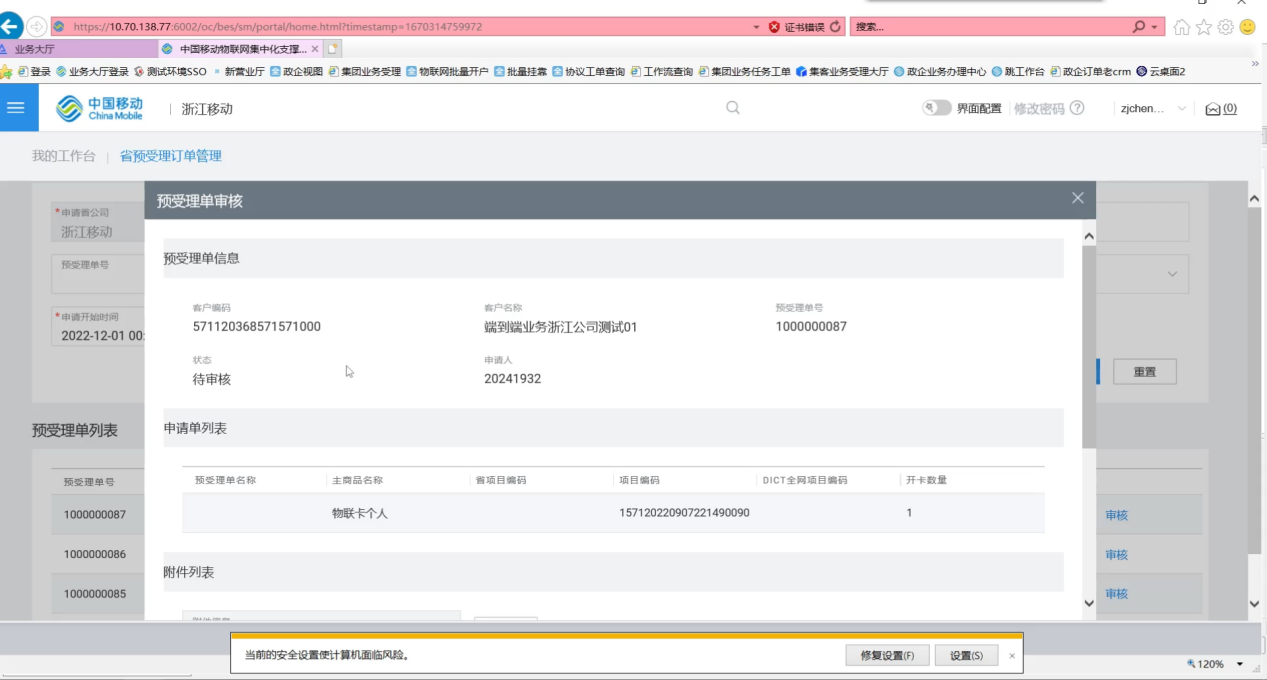 https://10.70.138.77:6002/oc/bes/sm/portal/home.html?timestamp=1670314759972
证书错误
搜索...
业务大厅
中国移动物联网集中化支撑... ×
登录 业务大厅登录 测试环境SSO 新营业厅 政企视图 集团业务受理 物联网批量开户 批量挂靠 协议工单查询 工作流查询 集团业务任务工单 集客业务受理大厅 政企业务办理中心 跳工作台 政企订单老crm 云桌面2
中国移动
China Mobile
浙江移动
界面配置
修改密码
zjchen...
(0)
我的工作台 | 省预受理订单管理
预受理单审核
*申请省公司
浙江移动
预受理单号
*申请开始时间
2022-12-01 00:
重置
预受理单信息
客户编码
客户名称
预受理单号
571120368571571000
端到端业务浙江公司测试01
1000000087
状态
申请人
待审核
20241932
申请单列表
预受理单名称 主商品名称 省项目编码 项目编码 DICT全网项目编码 开卡数量
物联卡个人 157120220907221490090 1
附件列表
预受理单列表
预受理单号
1000000087 审核
1000000086 审核
1000000085 审核
当前的安全设置使计算机面临风险。
修复设置(F)
设置(S)
×
120%